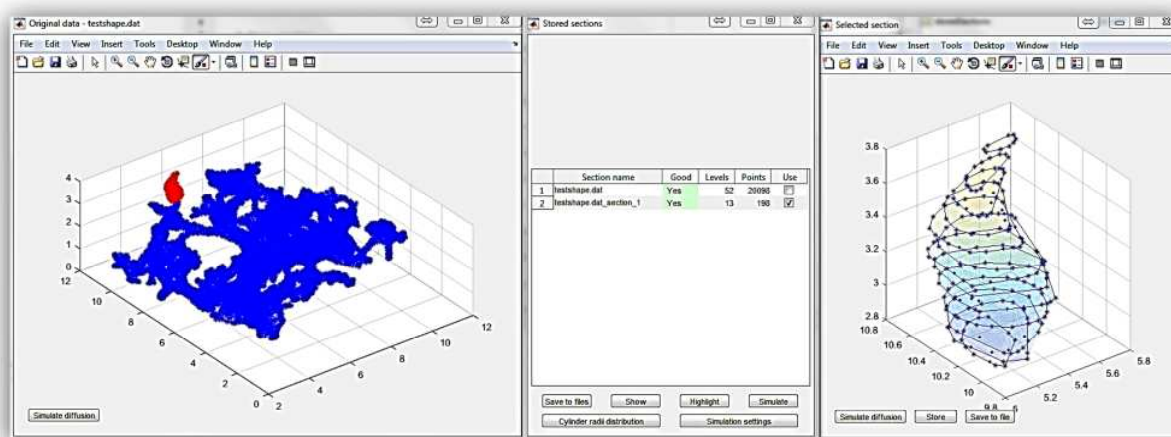 Original data - testshape.dat
File Edit View Insert Tools Desktop Window Help
4
3
2
1
0
12
10
8
6
4
2
0
2
4
6
8
10
12
Simulate diffusion
Stored sections
Section name Good Levels Points Use
1 testshape.dat Yes 52 20098
2 testshape.dat_section_1 Yes 13 198
Save to files Show Highlight Simulate
Cylinder radii distribution Simulation settings
Selected section
File Edit View Insert Tools Desktop Window Help
3.8
3.6
3.4
3.2
3
2.8
10.8
10.6
10.4
10.2
10
9.8
5
5.2
5.4
5.6
5.8
Simulate diffusion Store Save to file